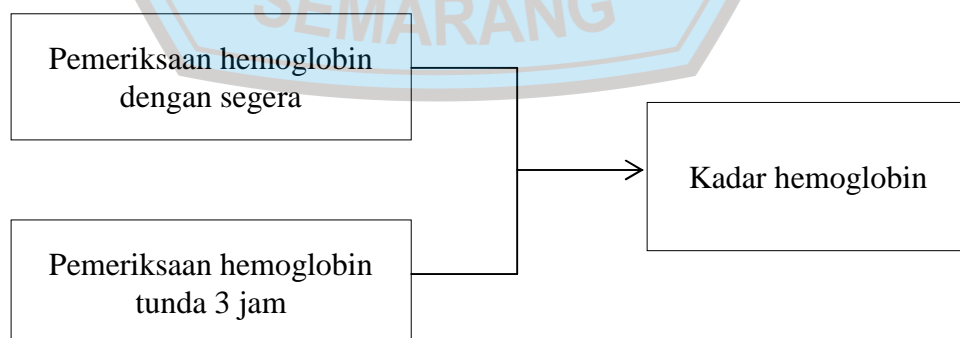 SEMARANG
Pemeriksaan hemoglobin
dengan segera
Kadar hemoglobin
Pemeriksaan hemoglobin
tunda 3 jam